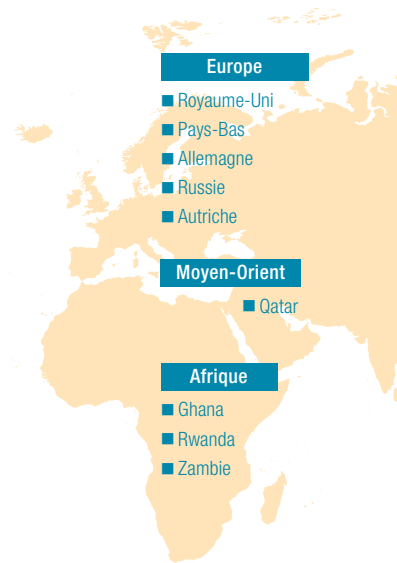 Europe
Royaume-Uni
Pays-Bas
Allemagne
Russie
Autriche
Moyen-Orient
Qatar
Afrique
Ghana
Rwanda
Zambie